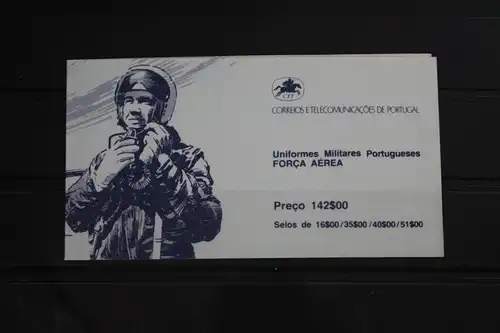 CTT
CORREIOS E TELECOMUNICAÇÕES DE PORTUGAL
Uniformes Militares Portugueses
FORÇA AÉREA
Preço 142$00
Selos de 16$00/35$00/40$00/51$00